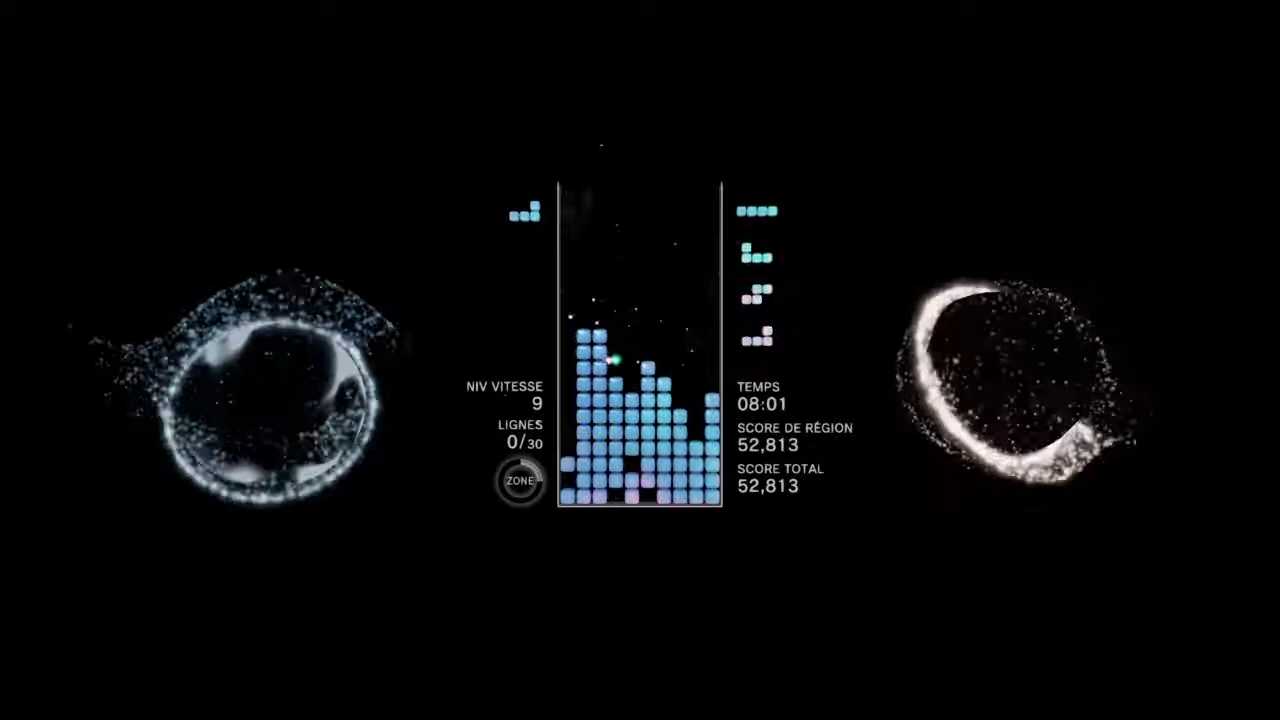 NIV VITESSE
9
LIGNES
0/30
ZONE
TEMPS
08:01
SCORE DE RÉGION
52,813
SCORE TOTAL
52,813